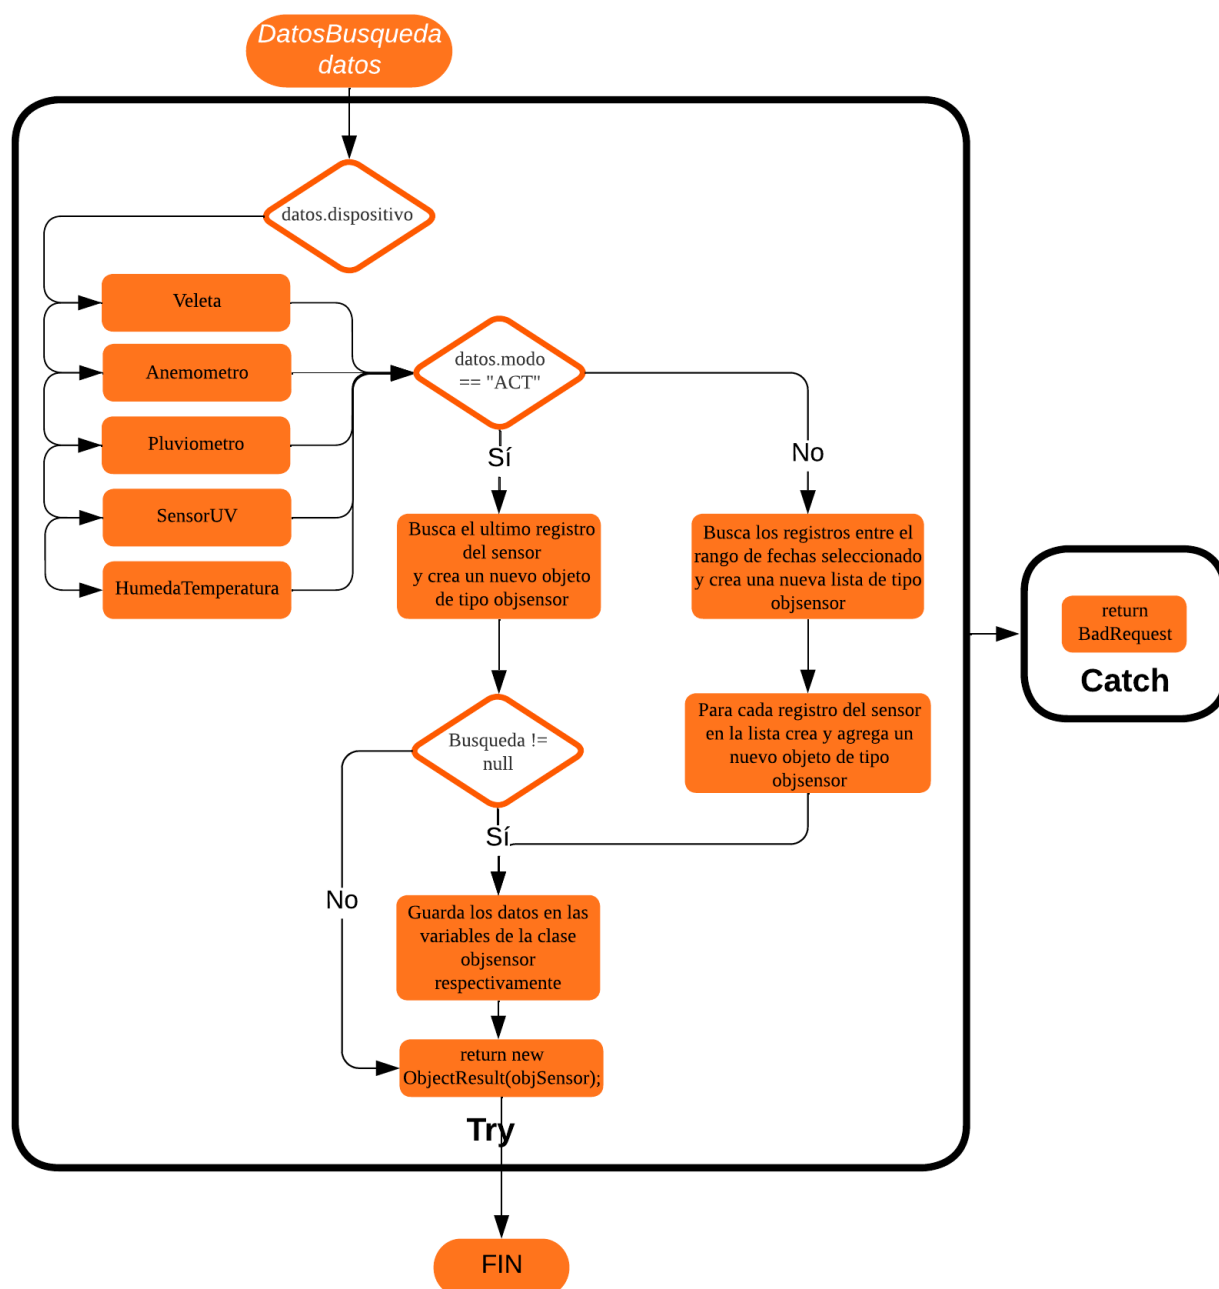 DatosBusqueda
datos
datos.dispositivo
Veleta
Anemometro
Pluviometro
SensorUV
HumedaTemperatura
datos.modo
== "ACT"
Sí
No
Busca el ultimo registro
del sensor
y crea un nuevo objeto
de tipo objsensor
Busca los registros entre el
rango de fechas seleccionado
y crea una nueva lista de tipo
objsensor
Busqueda !=
null
Para cada registro del sensor
en la lista crea y agrega un
nuevo objeto de tipo
objsensor
Sí
No
Guarda los datos en las
variables de la clase
objsensor
respectivamente
return new
ObjectResult(objSensor);
Try
FIN
return
BadRequest
Catch